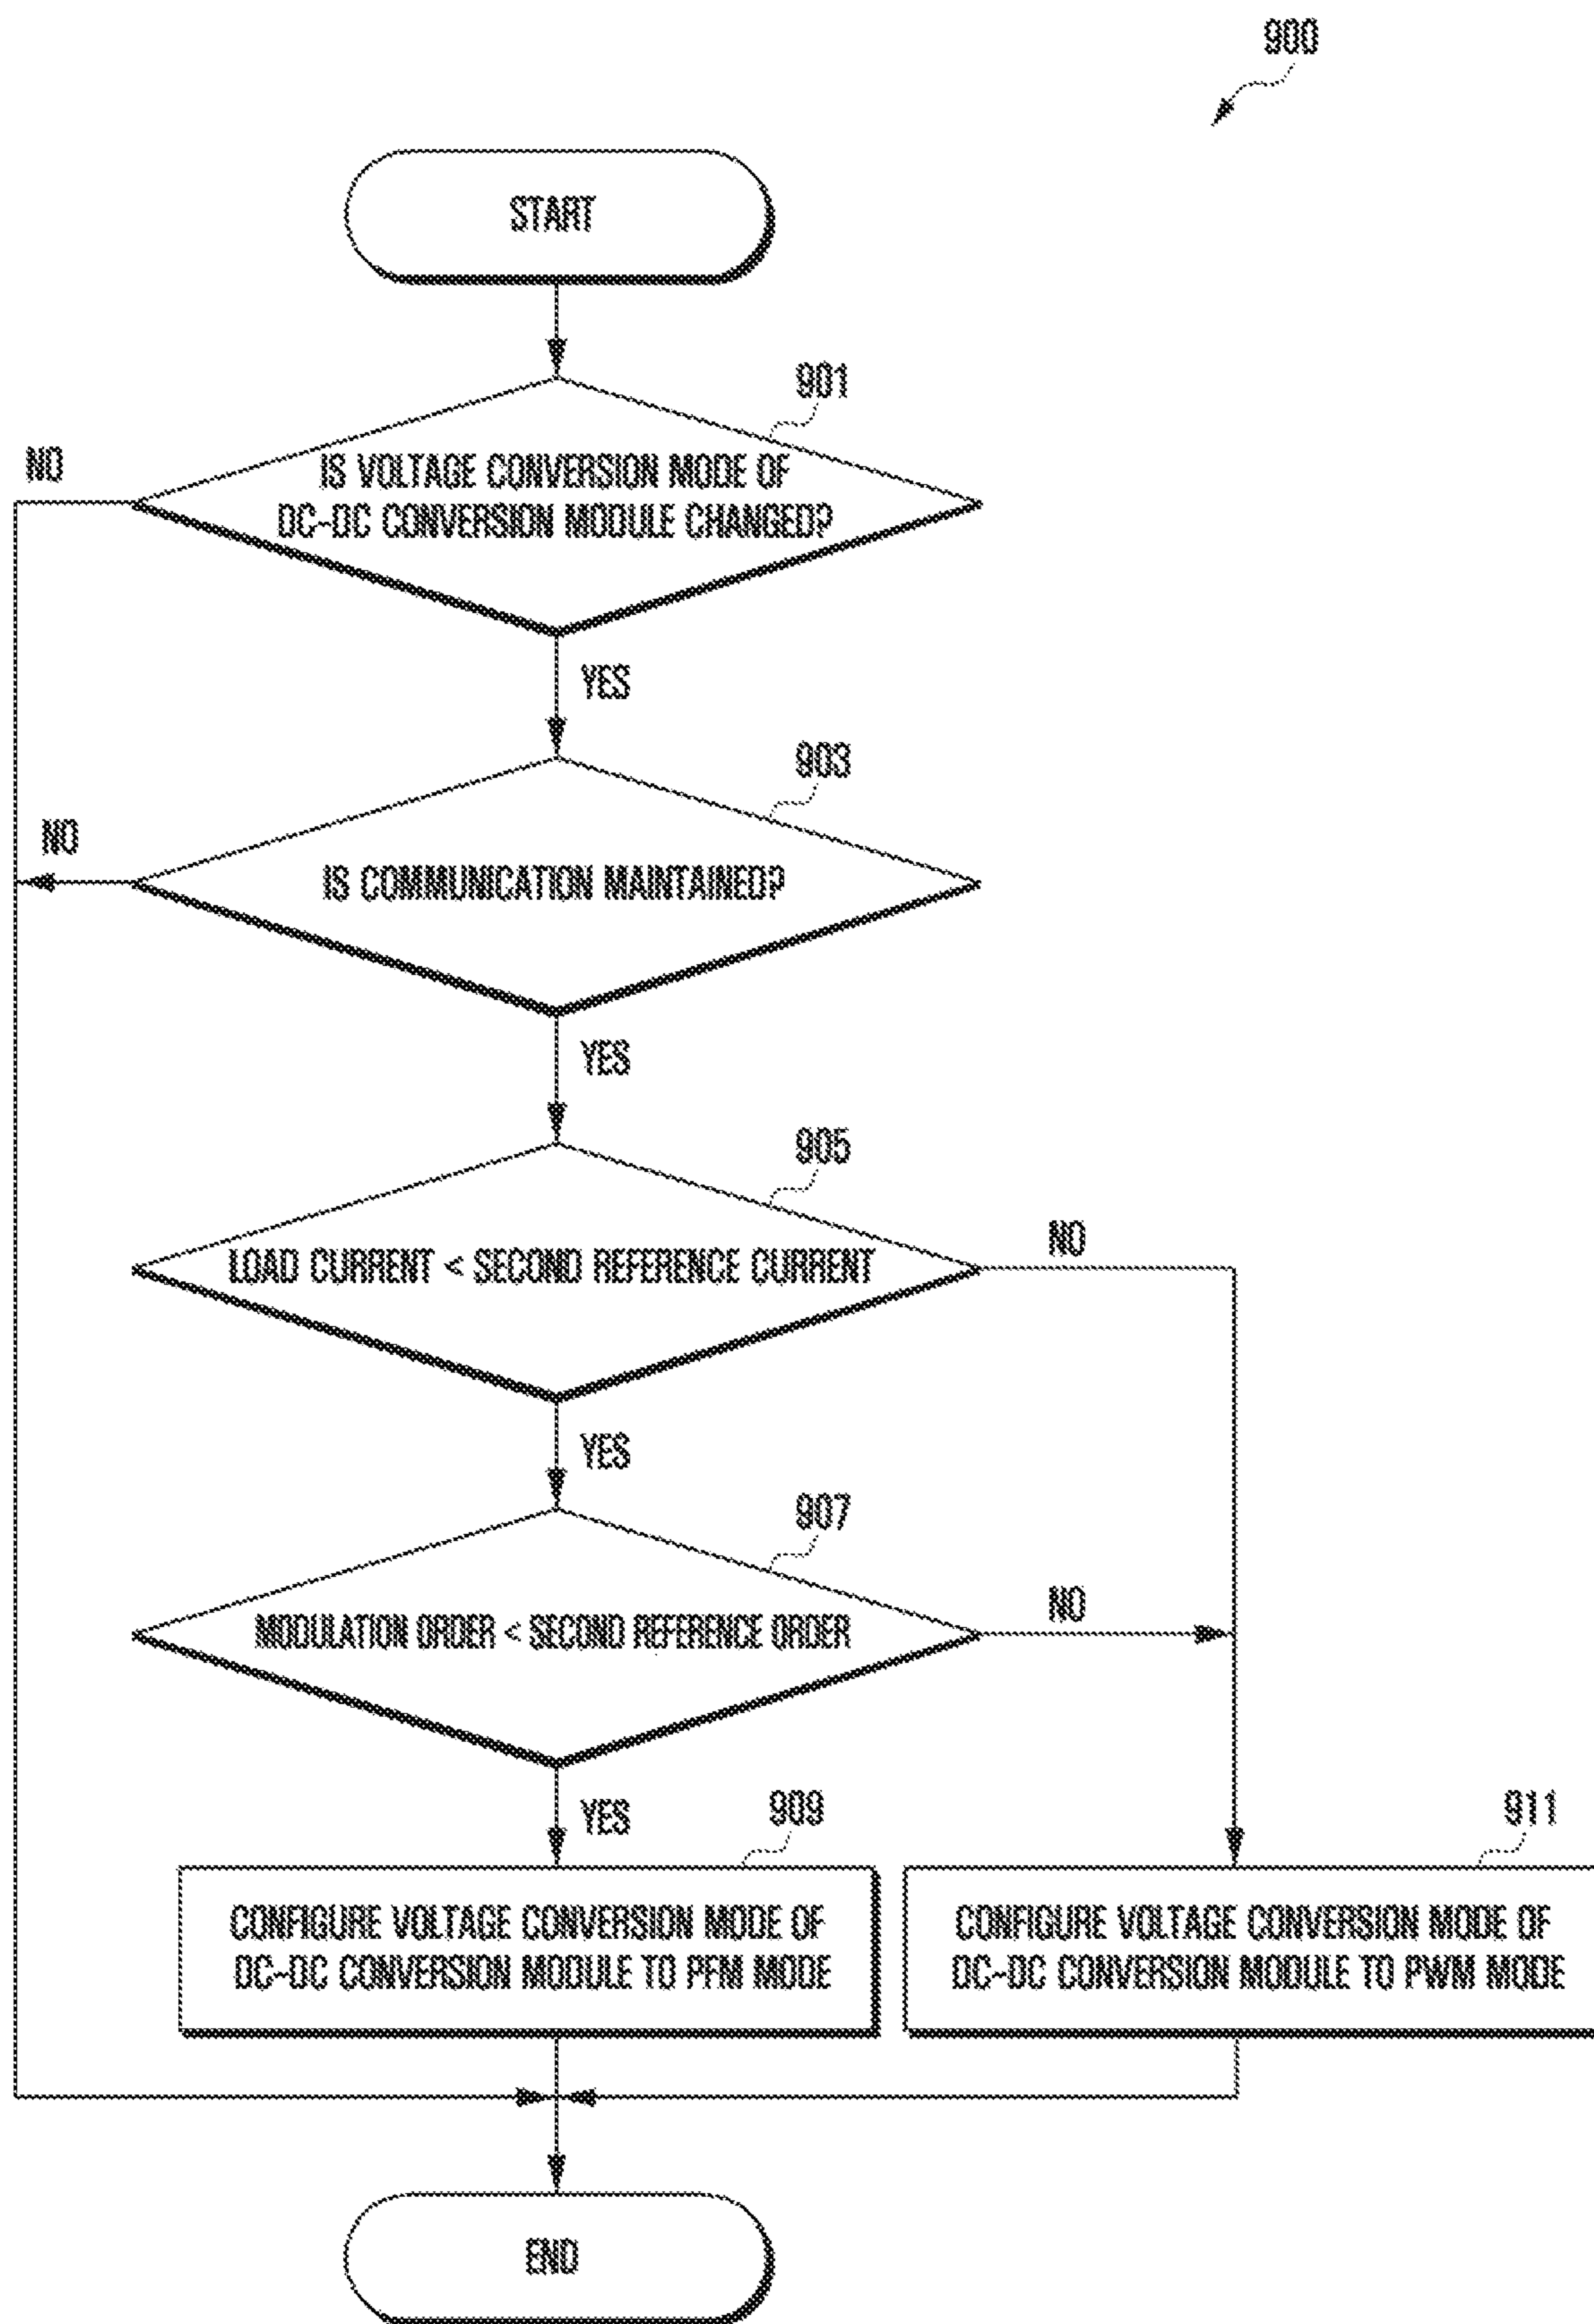 900
START
901
NO
IS VOLTAGE CONVERSION MODE OF
DC-DC CONVERSION MODULE CHANGED?
YES
903
NO
IS COMMUNICATION MAINTAINED?
YES
905
NO
LOAD CURRENT < SECOND REFERENCE CURRENT
YES
907
NO
MODULATION ORDER < SECOND REFERENCE ORDER
YES
909
911
CONFIGURE VOLTAGE CONVERSION MODE OF
DC-DC CONVERSION MODULE TO PFM MODE
CONFIGURE VOLTAGE CONVERSION MODE OF
DC-DC CONVERSION MODULE TO PWM MODE
END